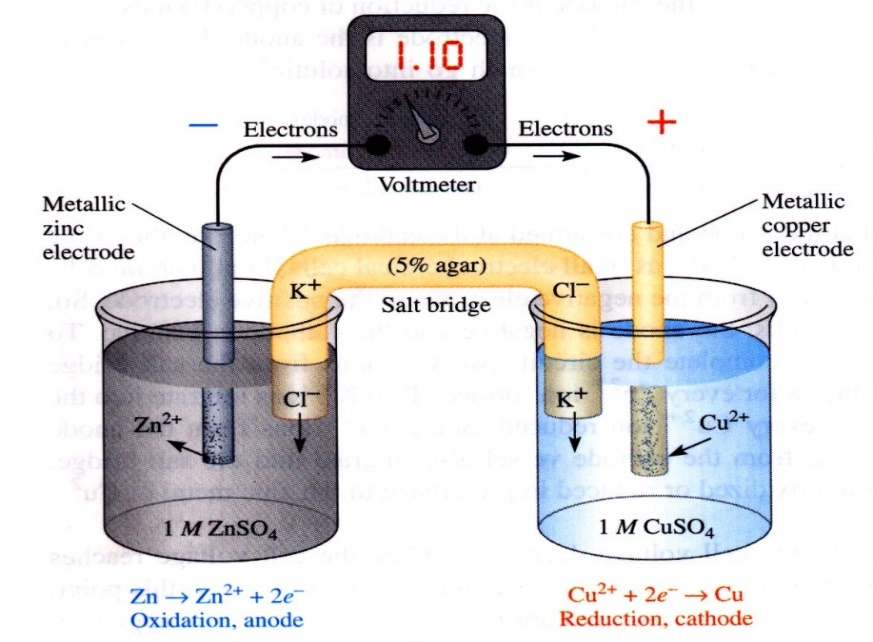 1.10
−
+
Electrons
Electrons
Voltmeter
Metallic
zinc
electrode
Metallic
copper
electrode
(5% agar)
K⁺
Cl⁻
Salt bridge
Cl⁻
K⁺
Zn²⁺
Cu²⁺
1 M ZnSO₄
1 M CuSO₄
Zn → Zn²⁺ + 2e⁻
Oxidation, anode
Cu²⁺ + 2e⁻ → Cu
Reduction, cathode